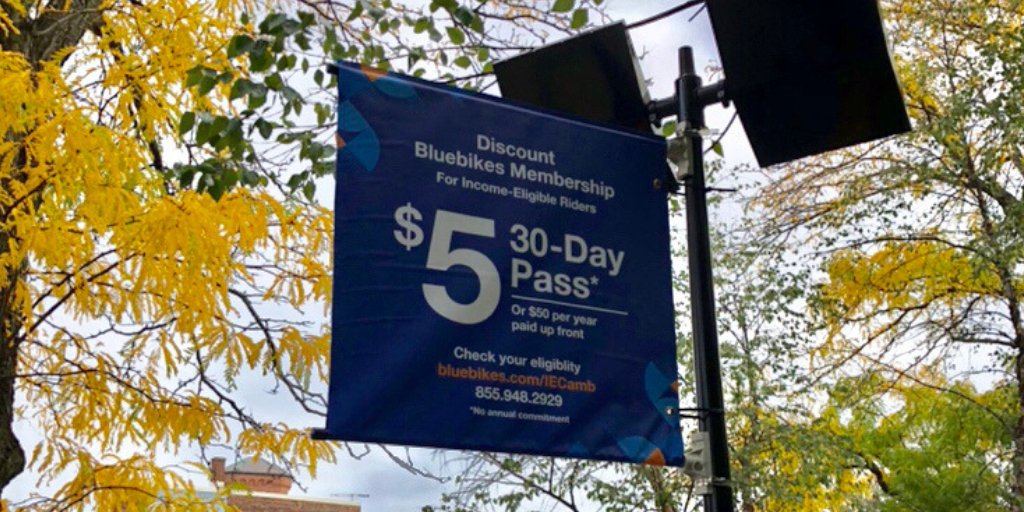 Discount
Bluebikes Membership
For Income-Eligible Riders
$5 30-Day
Pass*
Or $50 per year
paid up front
Check your eligiblity
bluebikes.com/IECamb
855.948.2929
*No annual commitment